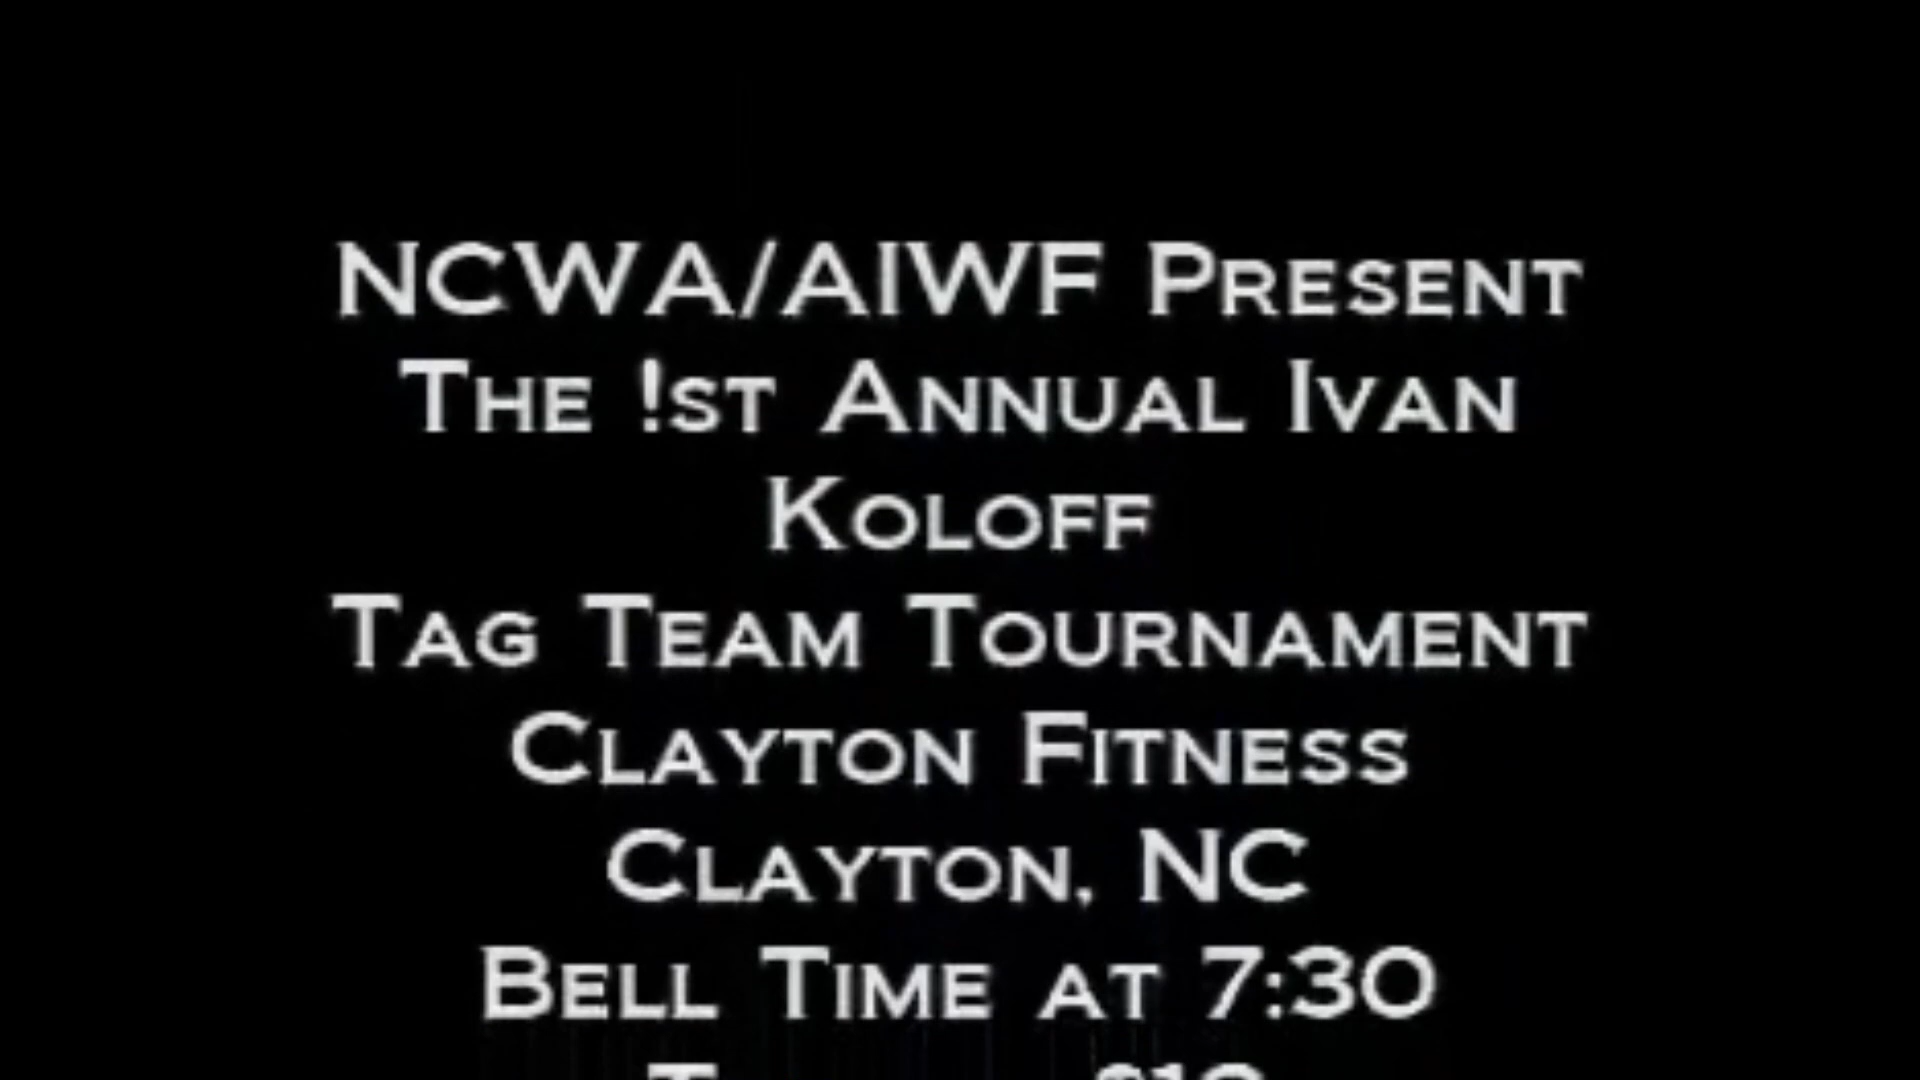 NCWA/AIWF Present
The !st Annual Ivan
Koloff
Tag Team Tournament
Clayton Fitness
Clayton, NC
Bell Time at 7:30